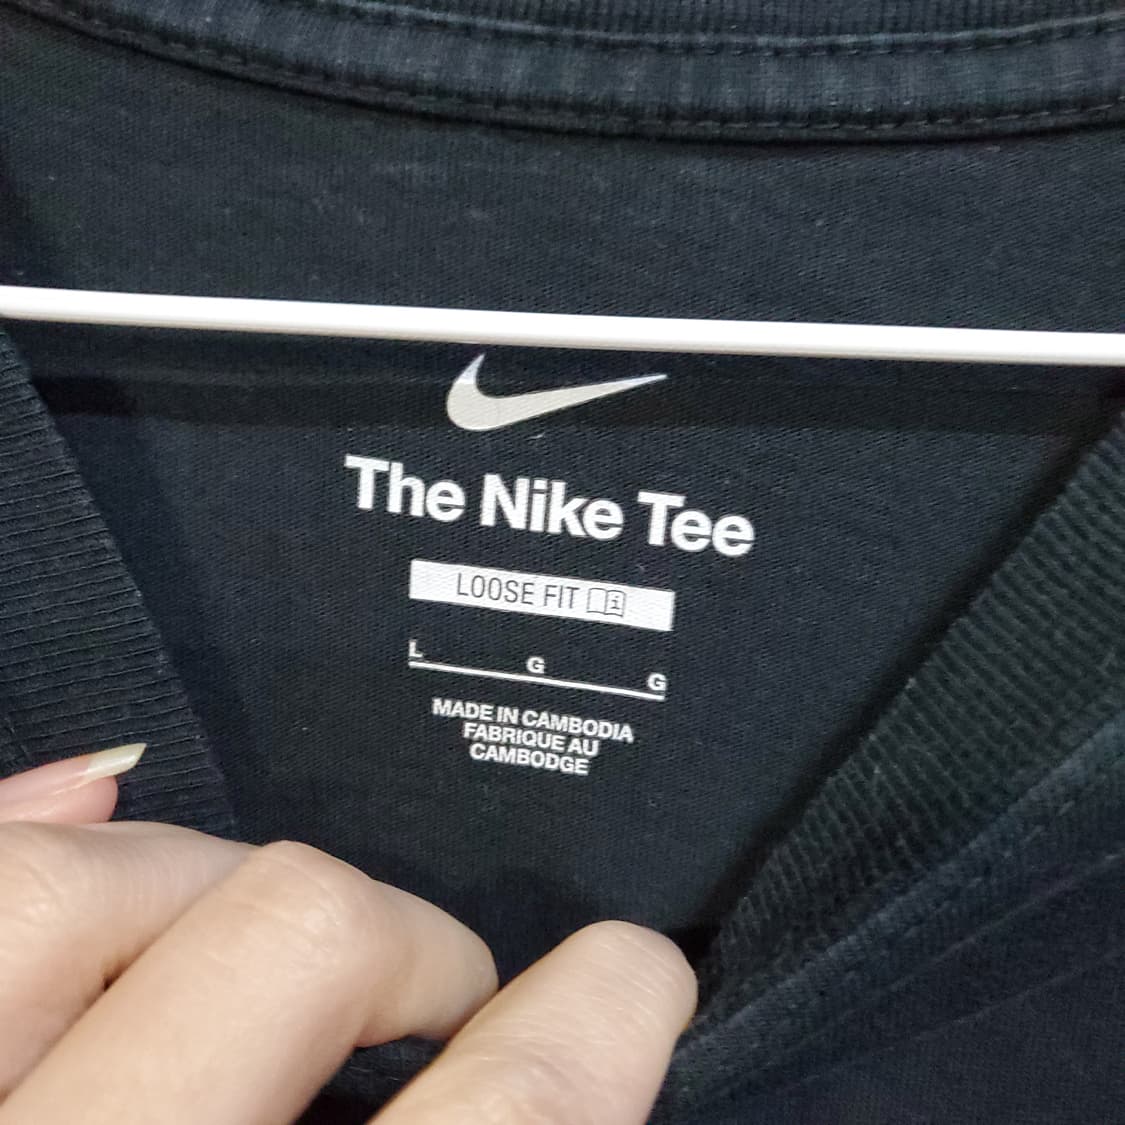 The Nike Tee
LOOSE FIT
L G G
MADE IN CAMBODIA
FABRIQUE AU
CAMBODGE